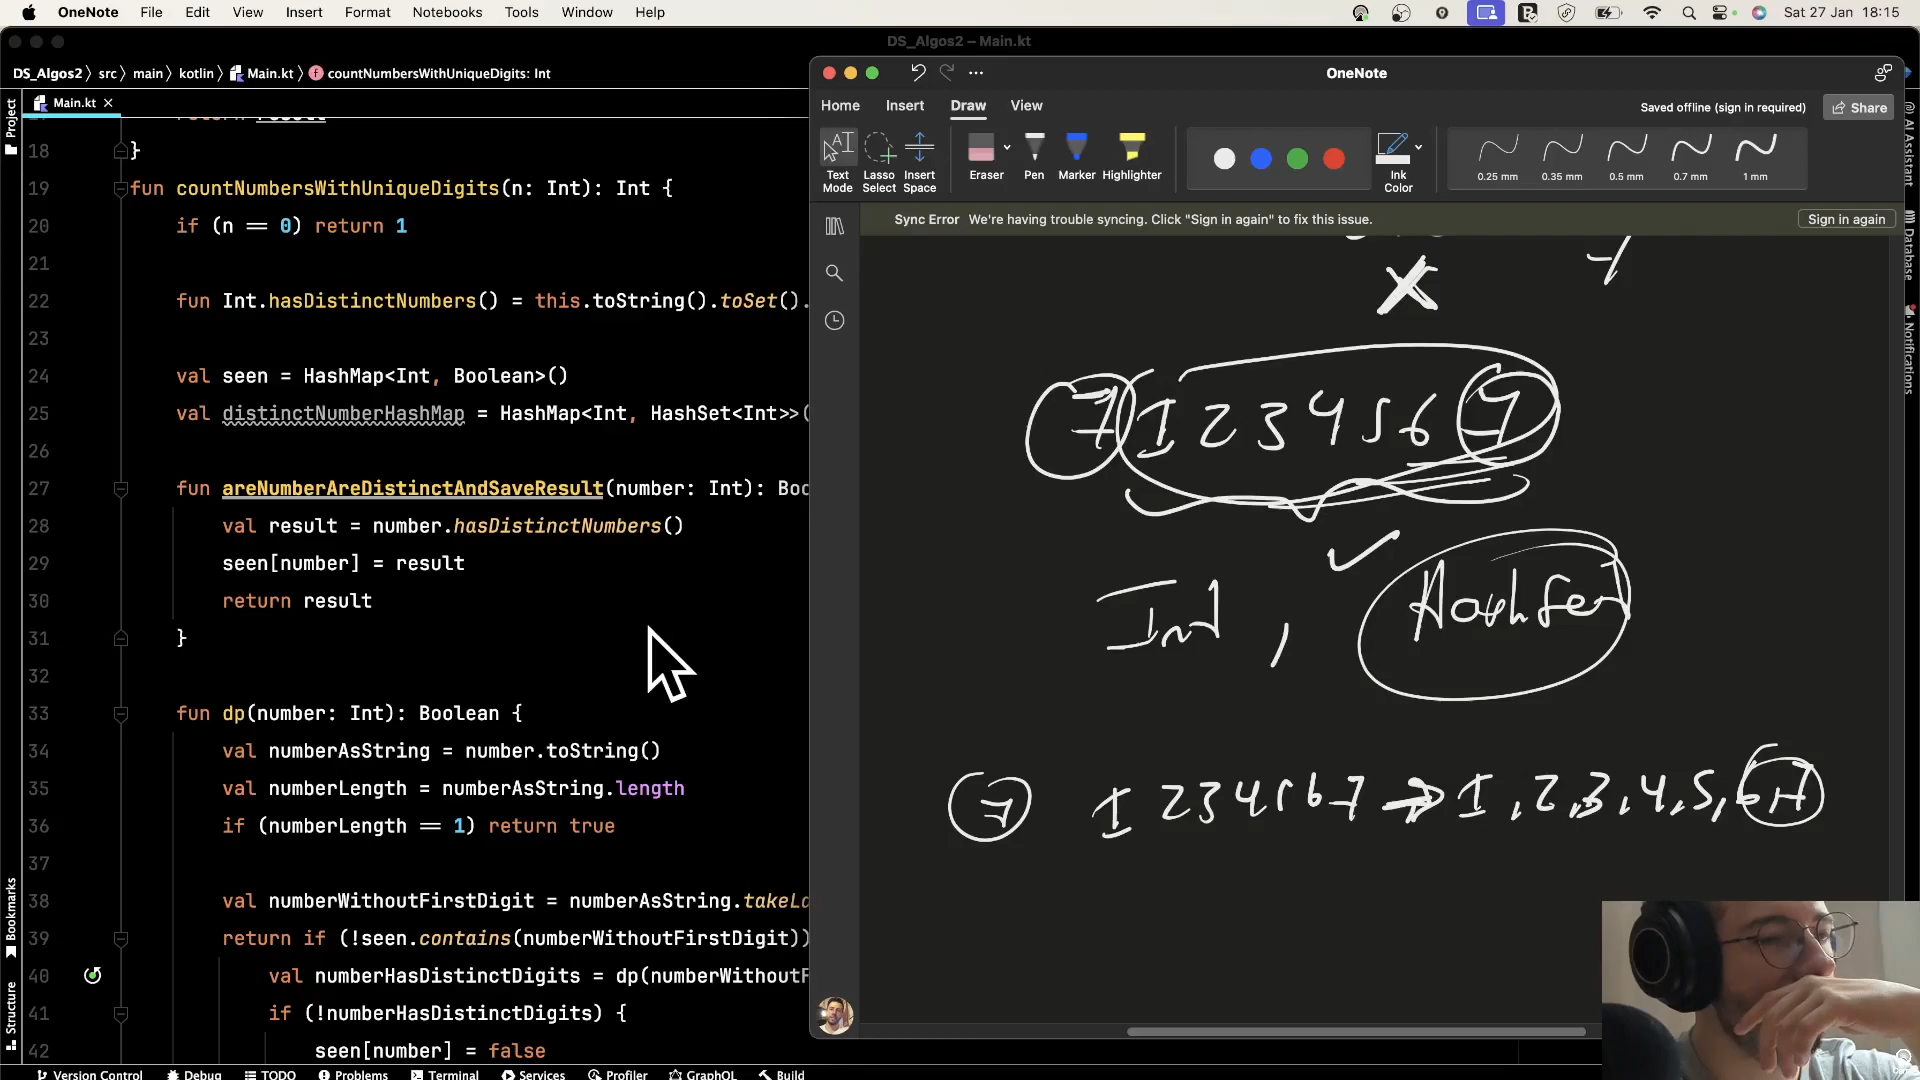 OneNote File Edit View Insert Format Notebooks Tools Window Help Sat 27 Jan 18:15
DS_Algos2 – Main.kt
DS_Algos2 src main kotlin Main.kt countNumbersWithUniqueDigits: Int
Main.kt
Project
18 }
19 fun countNumbersWithUniqueDigits(n: Int): Int {
20 if (n == 0) return 1
21
22 fun Int.hasDistinctNumbers() = this.toString().toSet().
23
24 val seen = HashMap<Int, Boolean>()
25 val distinctNumberHashMap = HashMap<Int, HashSet<Int>>(
26
27 fun areNumberAreDistinctAndSaveResult(number: Int): Boo
28 val result = number.hasDistinctNumbers()
29 seen[number] = result
30 return result
31 }
32
33 fun dp(number: Int): Boolean {
34 val numberAsString = number.toString()
35 val numberLength = numberAsString.length
36 if (numberLength == 1) return true
37
38 val numberWithoutFirstDigit = numberAsString.takeLa
39 return if (!seen.contains(numberWithoutFirstDigit))
40 val numberHasDistinctDigits = dp(numberWithoutF
41 if (!numberHasDistinctDigits) {
42 seen[number] = false
Bookmarks
Structure
Version Control Debug TODO Problems Terminal Services Profiler GraphQL Build
OneNote
Home Insert Draw View
Saved offline (sign in required) Share
Text Mode Lasso Select Insert Space Eraser Pen Marker Highlighter Ink Color 0.25 mm 0.35 mm 0.5 mm 0.7 mm 1 mm
Sync Error We're having trouble syncing. Click "Sign in again" to fix this issue. Sign in again
X
7 1 2 3 4 5 6
Int , HashSet
7 1 2 3 4 5 6 7 → 1, 2, 3, 4, 5, 6, 7
AI Assistant
Database
Notifications